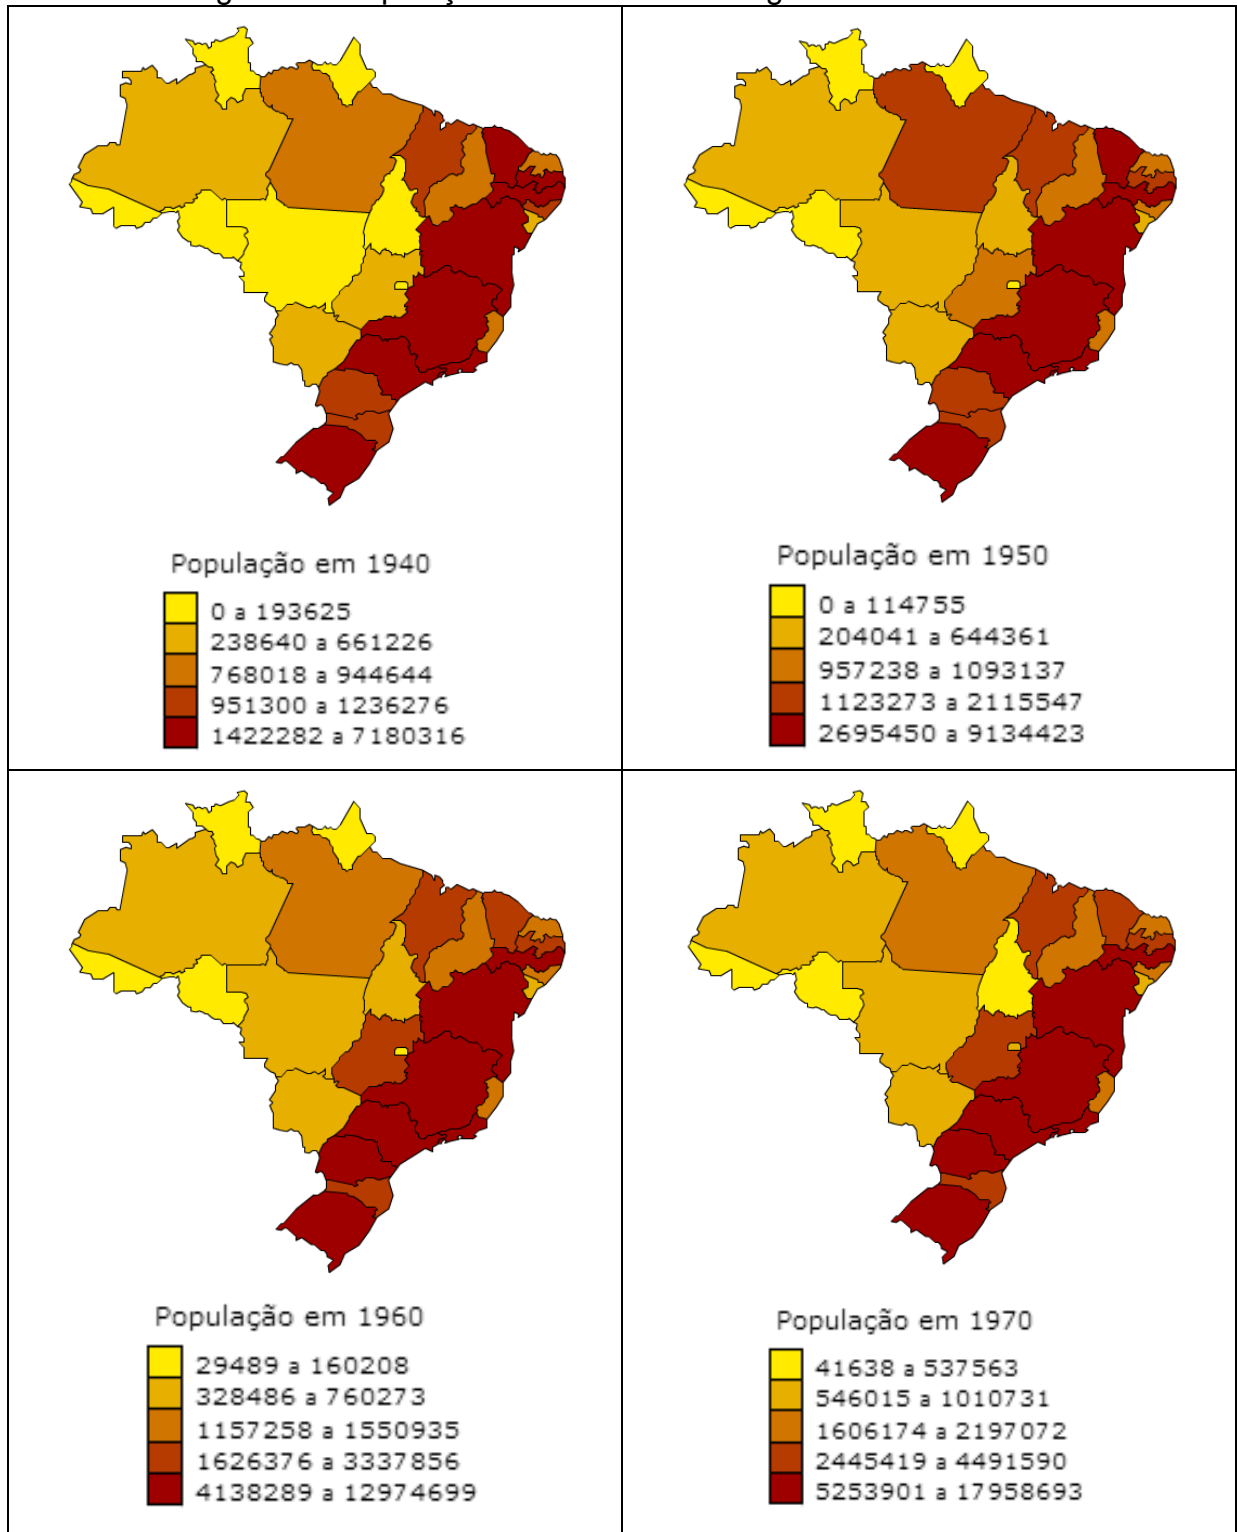 População em 1940
0 a 193625
238640 a 661226
768018 a 944644
951300 a 1236276
1422282 a 7180316
População em 1950
0 a 114755
204041 a 644361
957238 a 1093137
1123273 a 2115547
2695450 a 9134423
População em 1960
29489 a 160208
328486 a 760273
1157258 a 1550935
1626376 a 3337856
4138289 a 12974699
População em 1970
41638 a 537563
546015 a 1010731
1606174 a 2197072
2445419 a 4491590
5253901 a 17958693